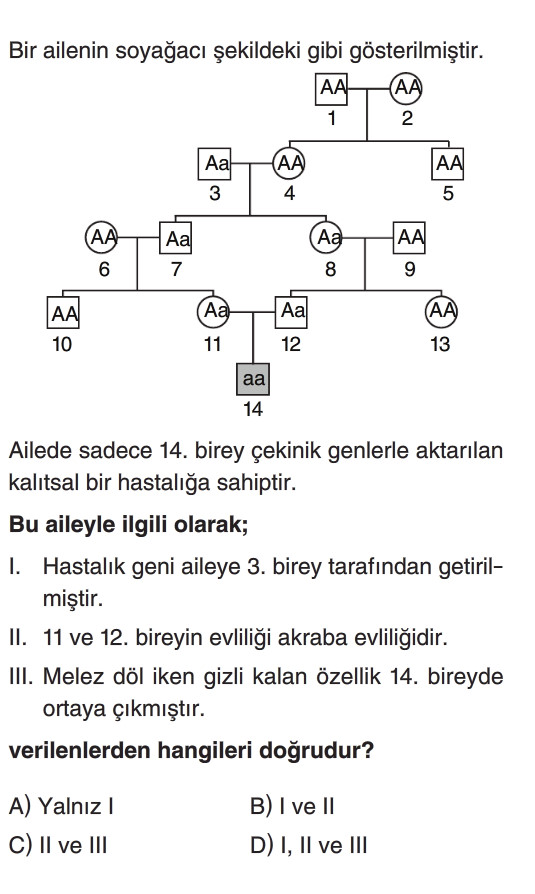 Bir ailenin soyağacı şekildeki gibi gösterilmiştir.
AA AA
1 2
Aa AA AA
3 4 5
AA Aa Aa AA
6 7 8 9
AA Aa Aa AA
10 11 12 13
aa
14
Ailede sadece 14. birey çekinik genlerle aktarılan
kalıtsal bir hastalığa sahiptir.
Bu aileyle ilgili olarak;
I. Hastalık geni aileye 3. birey tarafından getiril-
miştir.
II. 11 ve 12. bireyin evliliği akraba evliliğidir.
III. Melez döl iken gizli kalan özellik 14. bireyde
ortaya çıkmıştır.
verilenlerden hangileri doğrudur?
A) Yalnız I B) I ve II
C) II ve III D) I, II ve III